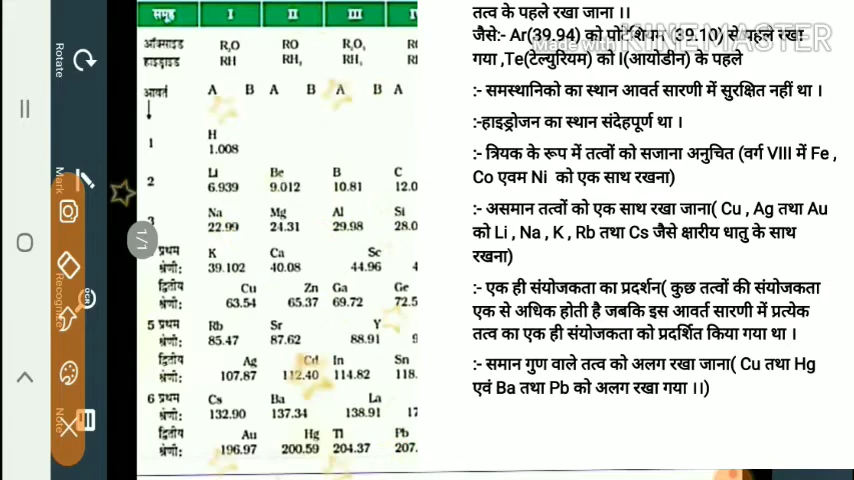 समूह I II III IV
ऑक्साइड R₂O RO R₂O₃
हाइड्राइड RH RH₂ RH₃
आवर्त A B A B A B A
1 H
1.008
2 Li Be B C
6.939 9.012 10.81 12.0
3 Na Mg Al Si
22.99 24.31 29.98 28.0
प्रथम K Ca Sc
श्रेणी: 39.102 40.08 44.96 4
द्वितीय Cu Zn Ga Ge
श्रेणी: 63.54 65.37 69.72 72.5
5 प्रथम Rb Sr Y
श्रेणी: 85.47 87.62 88.91 9
द्वितीय Ag Cd In Sn
श्रेणी: 107.87 112.40 114.82 118.
6 प्रथम Cs Ba La
श्रेणी: 132.90 137.34 138.91 17
द्वितीय Au Hg Tl Pb
श्रेणी: 196.97 200.59 204.37 207.
तत्व के पहले रखा जाना ।।
जैसे:- Ar(39.94) को पोटेशियम (39.10) से पहले रखा
गया ,Te(टेल्युरियम) को I(आयोडीन) के पहले
:- समस्थानिको का स्थान आवर्त सारणी में सुरक्षित नहीं था ।
:-हाइड्रोजन का स्थान संदेहपूर्ण था ।
:- त्रियक के रूप में तत्वों को सजाना अनुचित (वर्ग VIII में Fe ,
Co एवम Ni को एक साथ रखना)
:- असमान तत्वों को एक साथ रखा जाना( Cu , Ag तथा Au
को Li , Na , K , Rb तथा Cs जैसे क्षारीय धातु के साथ
रखना)
:- एक ही संयोजकता का प्रदर्शन( कुछ तत्वों की संयोजकता
एक से अधिक होती है जबकि इस आवर्त सारणी में प्रत्येक
तत्व का एक ही संयोजकता को प्रदर्शित किया गया था ।
:- समान गुण वाले तत्व को अलग रखा जाना( Cu तथा Hg
एवं Ba तथा Pb को अलग रखा गया ।।)
Made with KINEMASTER
Rotate
Mark
Recognize
Note
OCR
1/1